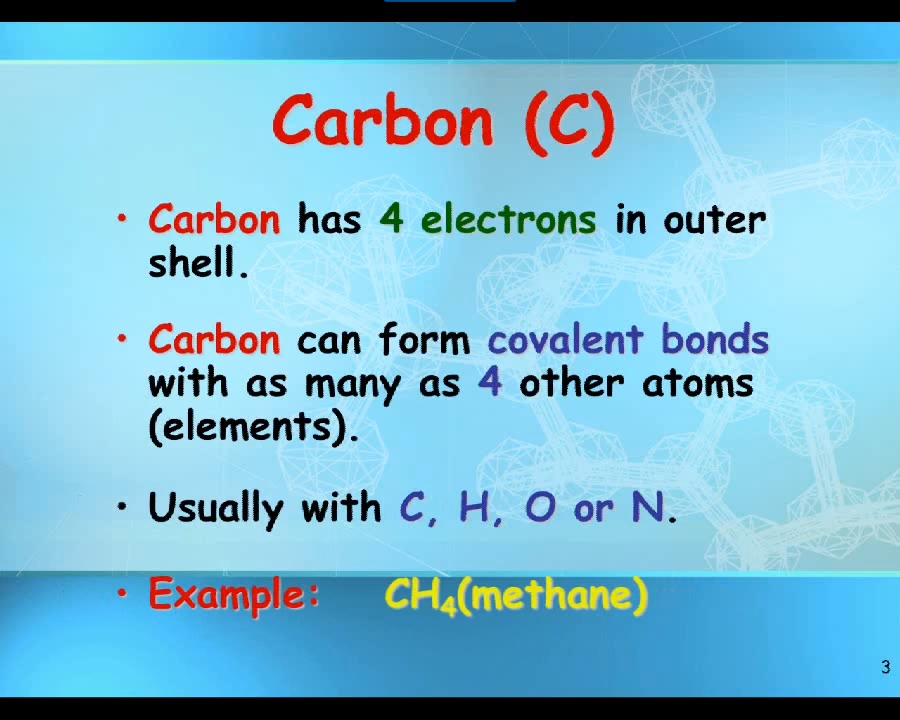 Carbon (C)
• Carbon has 4 electrons in outer
shell.
• Carbon can form covalent bonds
with as many as 4 other atoms
(elements).
• Usually with C, H, O or N.
• Example: CH₄(methane)
3